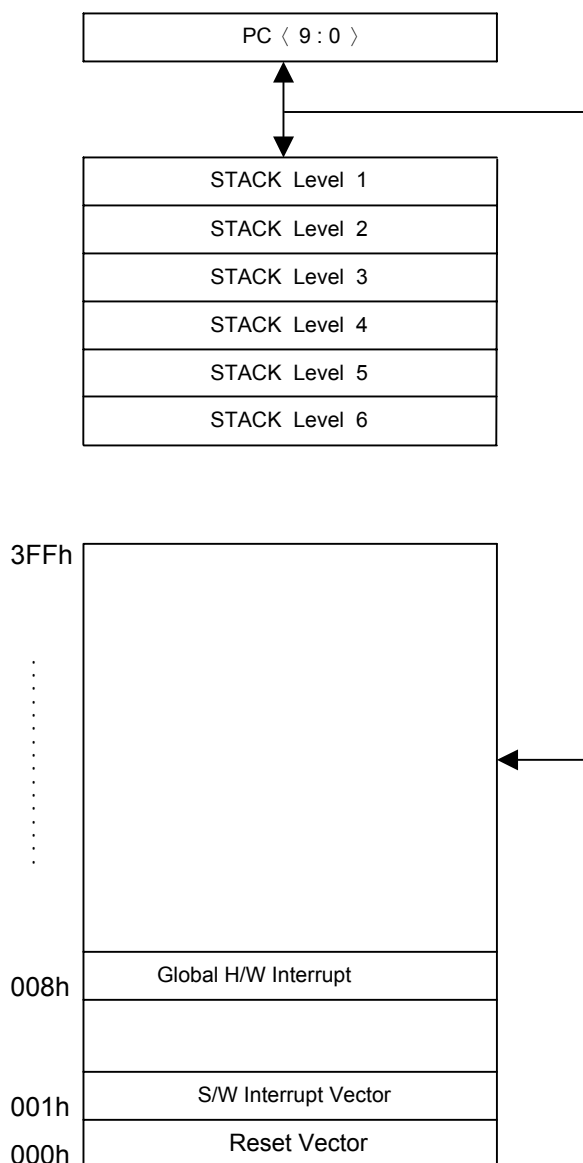 PC〈 9 : 0 〉
STACK Level 1
STACK Level 2
STACK Level 3
STACK Level 4
STACK Level 5
STACK Level 6
3FFh
008h Global H/W Interrupt
001h S/W Interrupt Vector
000h Reset Vector